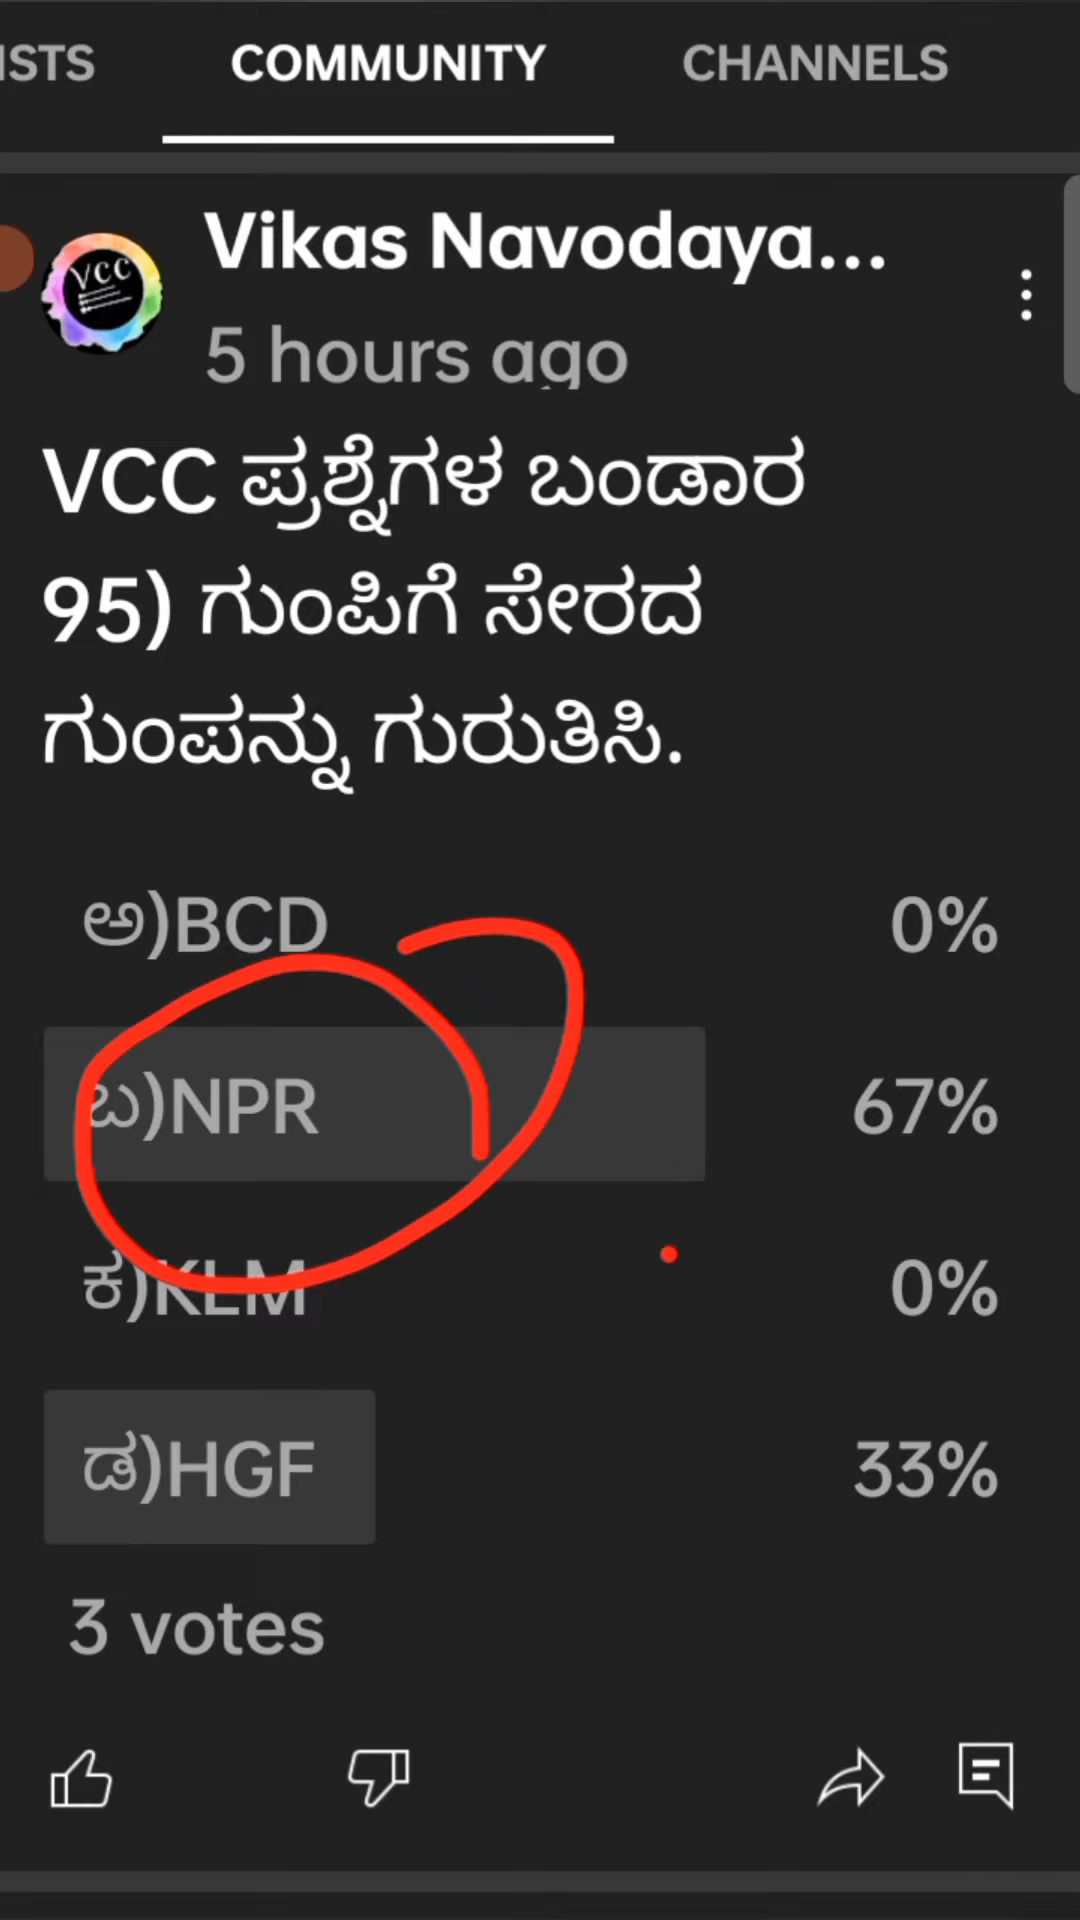 ISTS COMMUNITY CHANNELS
VCC
Vikas Navodaya...
5 hours ago
VCC ಪ್ರಶ್ನೆಗಳ ಬಂಡಾರ
95) ಗುಂಪಿಗೆ ಸೇರದ
ಗುಂಪನ್ನು ಗುರುತಿಸಿ.
ಅ)BCD 0%
ಬ)NPR 67%
ಕ)KLM 0%
ಡ)HGF 33%
3 votes